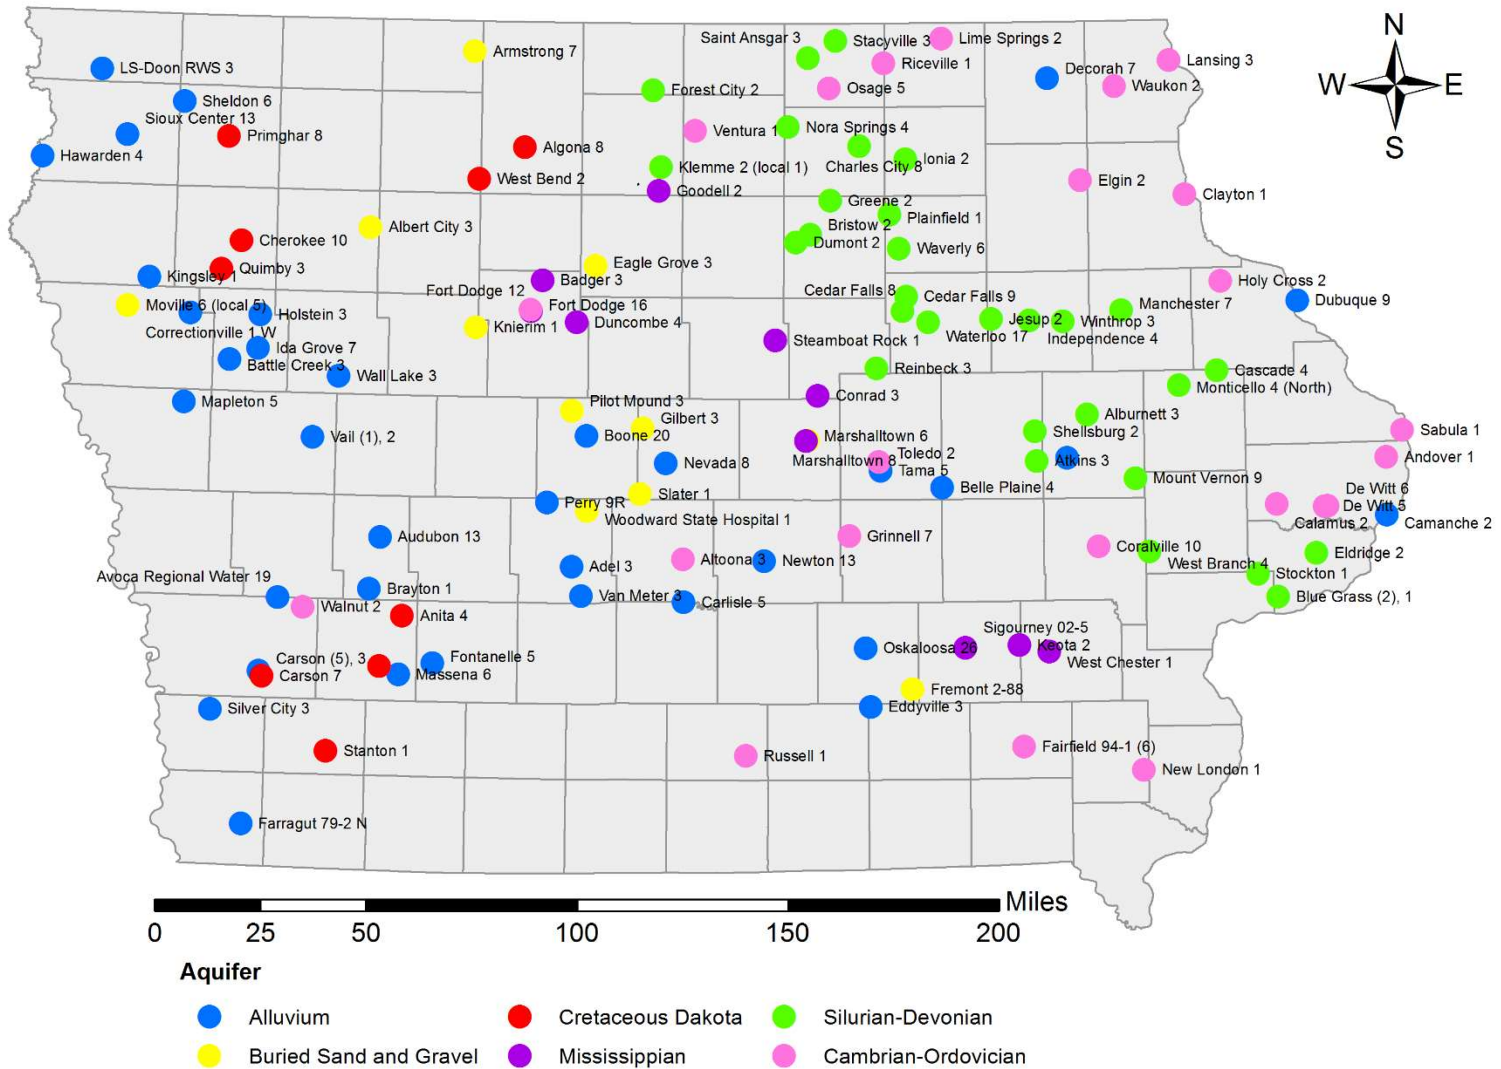 N
W
E
S
Armstrong 7
Saint Ansgar 3
Stacyville 3
Lime Springs 2
Lansing 3
LS-Doon RWS 3
Riceville 1
Decorah 7
Waukon 2
Sheldon 6
Forest City 2
Osage 5
Sioux Center 13
Primghar 8
Ventura 1
Nora Springs 4
Hawarden 4
Algona 8
Klemme 2 (local 1)
Charles City 8
Ionia 2
West Bend 2
Goodell 2
Elgin 2
Clayton 1
Greene 2
Albert City 3
Bristow 2
Plainfield 1
Cherokee 10
Dumont 2
Waverly 6
Quimby 3
Eagle Grove 3
Kingsley 1
Badger 3
Holy Cross 2
Fort Dodge 12
Cedar Falls 8
Cedar Falls 9
Moville 6 (local 5)
Holstein 3
Fort Dodge 16
Manchester 7
Dubuque 9
Correctionville 1 W
Knierim 1
Duncombe 4
Jesup 2
Winthrop 3
Waterloo 17
Independence 4
Ida Grove 7
Steamboat Rock 1
Battle Creek 3
Wall Lake 3
Reinbeck 3
Cascade 4
Monticello 4 (North)
Mapleton 5
Pilot Mound 3
Conrad 3
Gilbert 3
Alburnett 3
Vail (1), 2
Boone 20
Marshalltown 6
Shellsburg 2
Sabula 1
Marshalltown 8
Toledo 2
Nevada 8
Tama 5
Atkins 3
Andover 1
Slater 1
Belle Plaine 4
Mount Vernon 9
De Witt 6
Perry 9R
De Witt 5
Woodward State Hospital 1
Calamus 2
Camanche 2
Audubon 13
Grinnell 7
Coralville 10
Adel 3
Altoona 3
Newton 13
West Branch 4
Eldridge 2
Avoca Regional Water 19
Brayton 1
Stockton 1
Van Meter 3
Carlisle 5
Blue Grass (2), 1
Walnut 2
Anita 4
Sigourney 02-5
Carson (5), 3
Fontanelle 5
Oskaloosa 26
Keota 2
Carson 7
Massena 6
West Chester 1
Fremont 2-88
Silver City 3
Eddyville 3
Stanton 1
Russell 1
Fairfield 94-1 (6)
New London 1
Farragut 79-2 N
Miles
0 25 50 100 150 200
Aquifer
Alluvium
Cretaceous Dakota
Silurian-Devonian
Buried Sand and Gravel
Mississippian
Cambrian-Ordovician